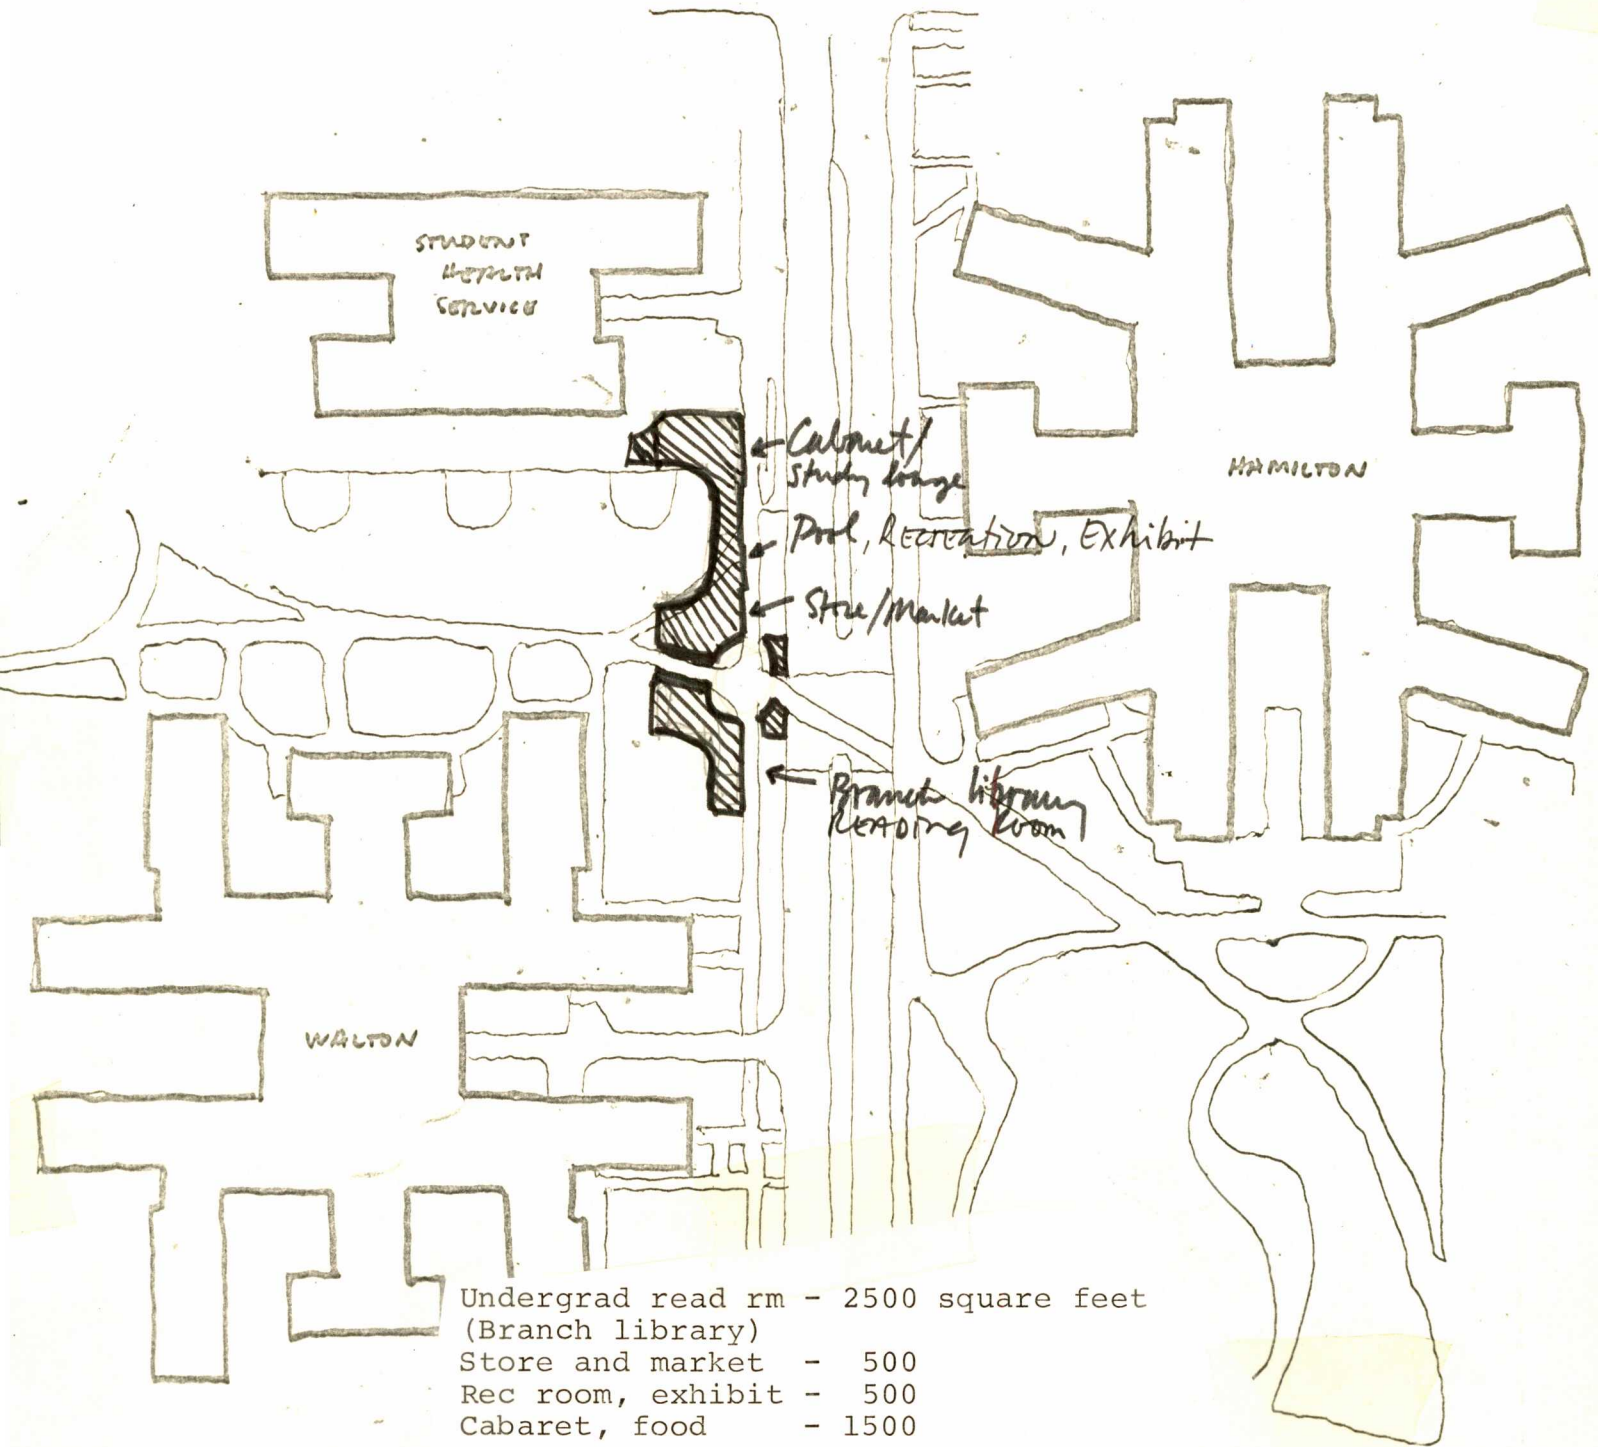 STUDENT
HEALTH
SERVICE
Cabaret/
Study lounge
HAMILTON
Pool, RECREAtion, Exhibit
Store/Market
Branch library
READING Room
WALTON
Undergrad read rm - 2500 square feet
(Branch library)
Store and market - 500
Rec room, exhibit - 500
Cabaret, food - 1500